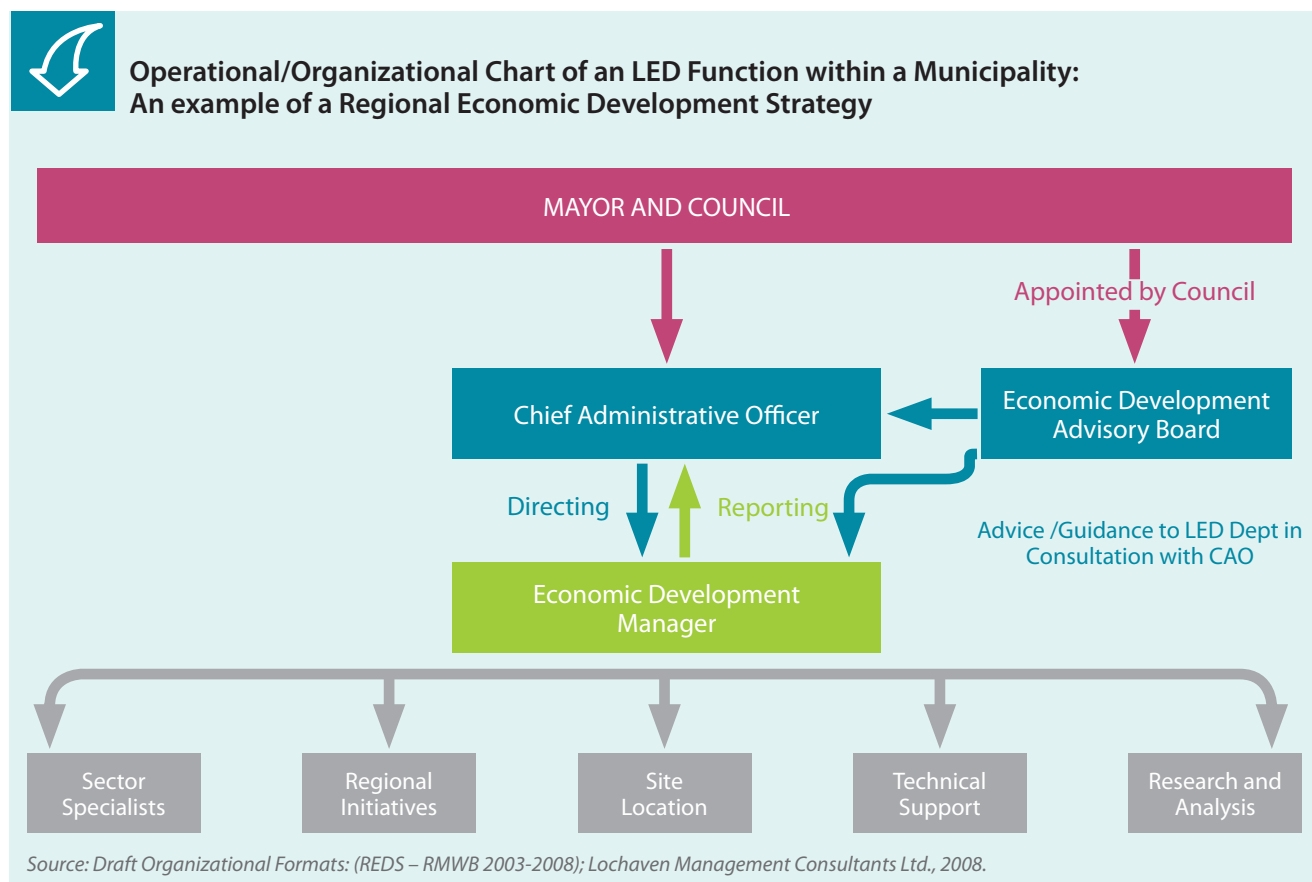 Operational/Organizational Chart of an LED Function within a Municipality:
An example of a Regional Economic Development Strategy
MAYOR AND COUNCIL
Appointed by Council
Chief Administrative Officer
Economic Development
Advisory Board
Directing
Reporting
Advice /Guidance to LED Dept in
Consultation with CAO
Economic Development
Manager
Sector
Specialists
Regional
Initiatives
Site
Location
Technical
Support
Research and
Analysis
Source: Draft Organizational Formats: (REDS – RMWB 2003-2008); Lochaven Management Consultants Ltd., 2008.